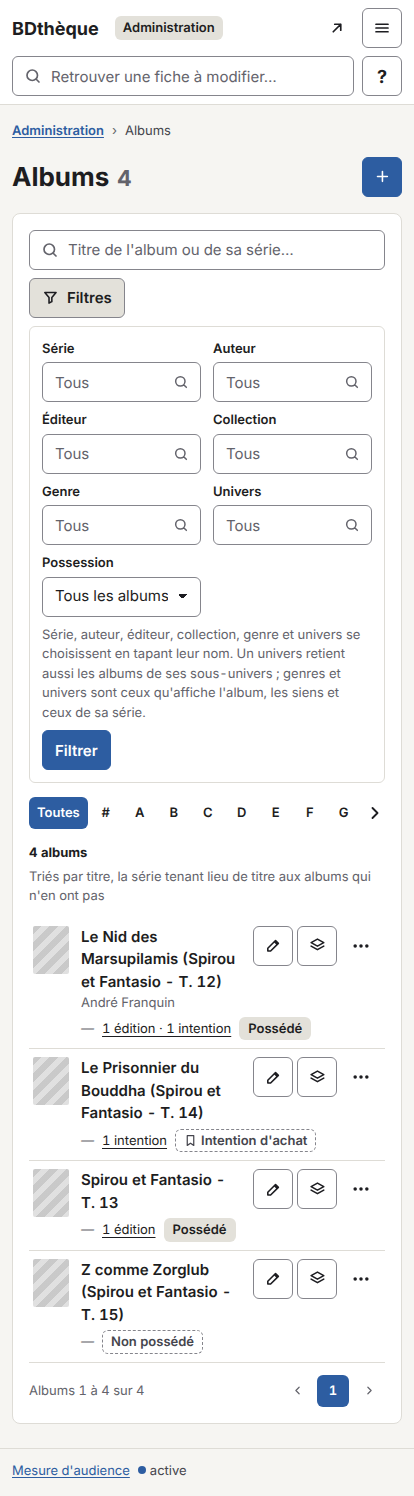 BDthèque Administration
Retrouver une fiche à modifier... ?
Administration › Albums
Albums 4
Titre de l'album ou de sa série...
Filtres
Série Auteur
Tous Tous
Éditeur Collection
Tous Tous
Genre Univers
Tous Tous
Possession
Tous les albums
Série, auteur, éditeur, collection, genre et univers se
choisissent en tapant leur nom. Un univers retient
aussi les albums de ses sous-univers ; genres et
univers sont ceux qu'affiche l'album, les siens et
ceux de sa série.
Filtrer
Toutes # A B C D E F G
4 albums
Triés par titre, la série tenant lieu de titre aux albums qui
n'en ont pas
Le Nid des
Marsupilamis (Spirou
et Fantasio - T. 12)
André Franquin
— 1 édition · 1 intention Possédé
Le Prisonnier du
Bouddha (Spirou et
Fantasio - T. 14)
— 1 intention Intention d'achat
Spirou et Fantasio -
T. 13
— 1 édition Possédé
Z comme Zorglub
(Spirou et Fantasio -
T. 15)
— Non possédé
Albums 1 à 4 sur 4 ‹ 1 ›
Mesure d'audience active